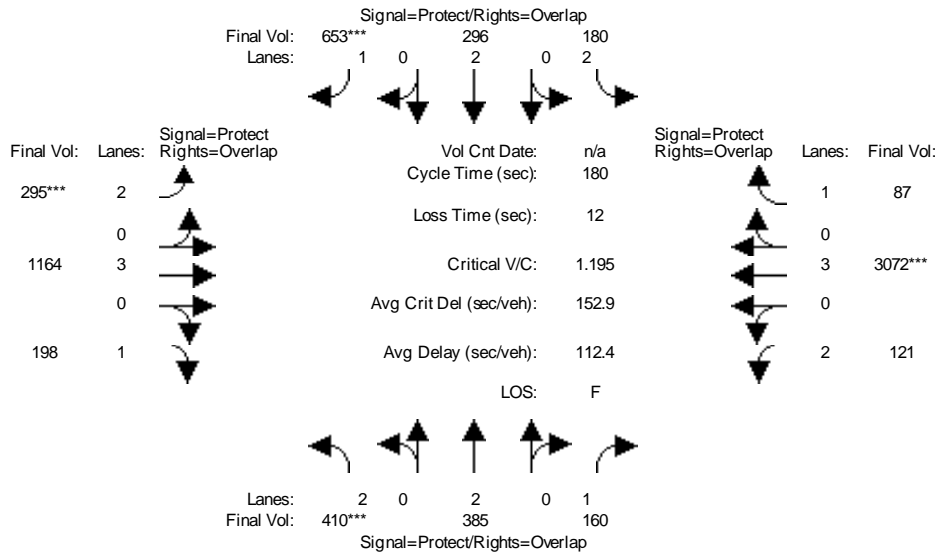 Signal=Protect/Rights=Overlap
Final Vol: 653*** 296 180
Lanes: 1 0 2 0 2
Signal=Protect
Final Vol: Lanes: Rights=Overlap
Vol Cnt Date: n/a
Signal=Protect
Rights=Overlap Lanes: Final Vol:
Cycle Time (sec): 180
295*** 2
1 87
Loss Time (sec): 12
0
0
1164 3
Critical V/C: 1.195
3 3072***
0
Avg Crit Del (sec/veh): 152.9
0
198 1
Avg Delay (sec/veh): 112.4
2 121
LOS: F
Lanes: 2 0 2 0 1
Final Vol: 410*** 385 160
Signal=Protect/Rights=Overlap